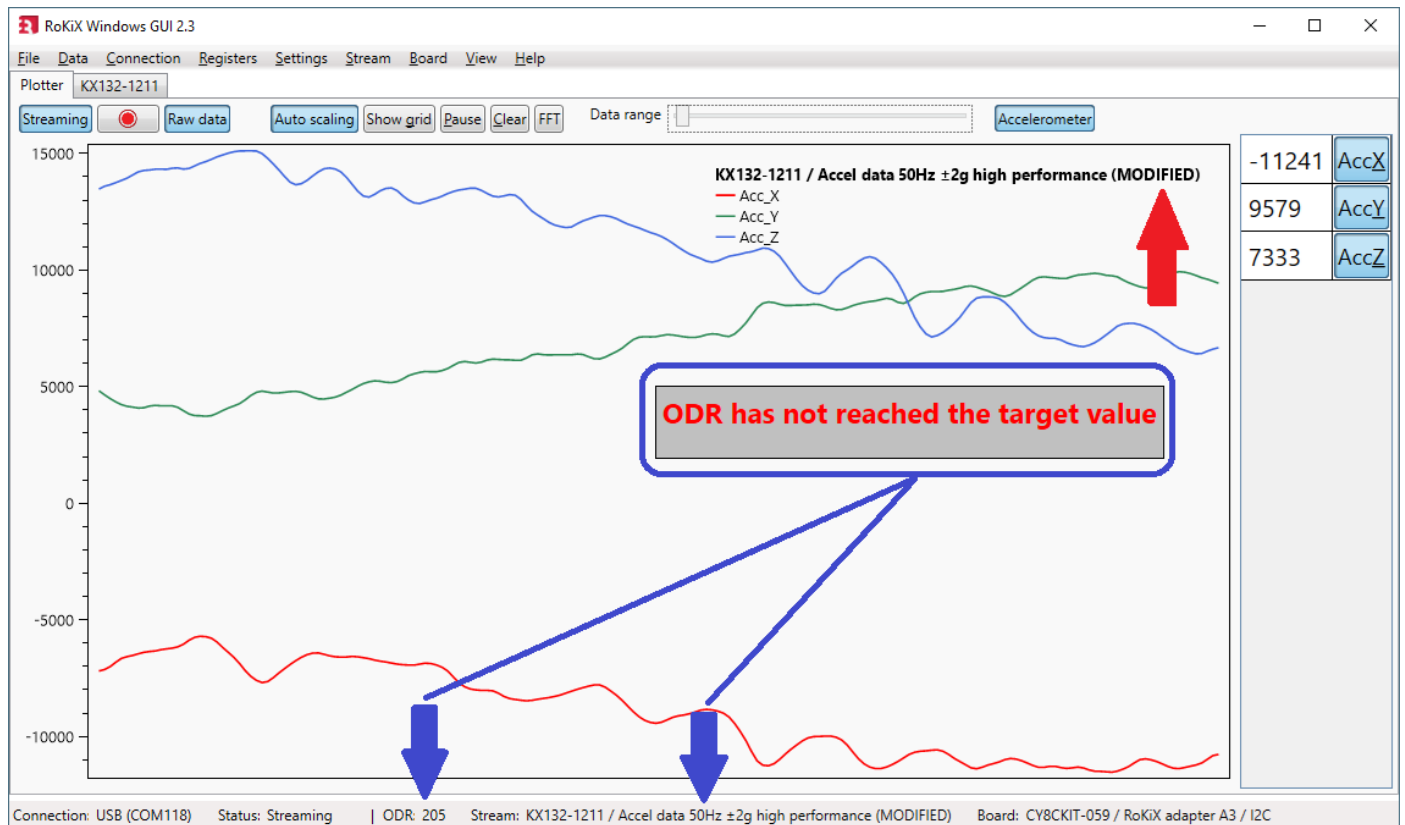 RoKiX Windows GUI 2.3
File Data Connection Registers Settings Stream Board View Help
Plotter KX132-1211
Streaming Raw data Auto scaling Show grid Pause Clear FFT Data range Accelerometer
15000
10000
5000
0
-5000
-10000
KX132-1211 / Accel data 50Hz ±2g high performance (MODIFIED)
Acc_X
Acc_Y
Acc_Z
-11241 AccX
9579 AccY
7333 AccZ
ODR has not reached the target value
Connection: USB (COM118) Status: Streaming | ODR: 205 Stream: KX132-1211 / Accel data 50Hz ±2g high performance (MODIFIED) Board: CY8CKIT-059 / RoKiX adapter A3 / I2C